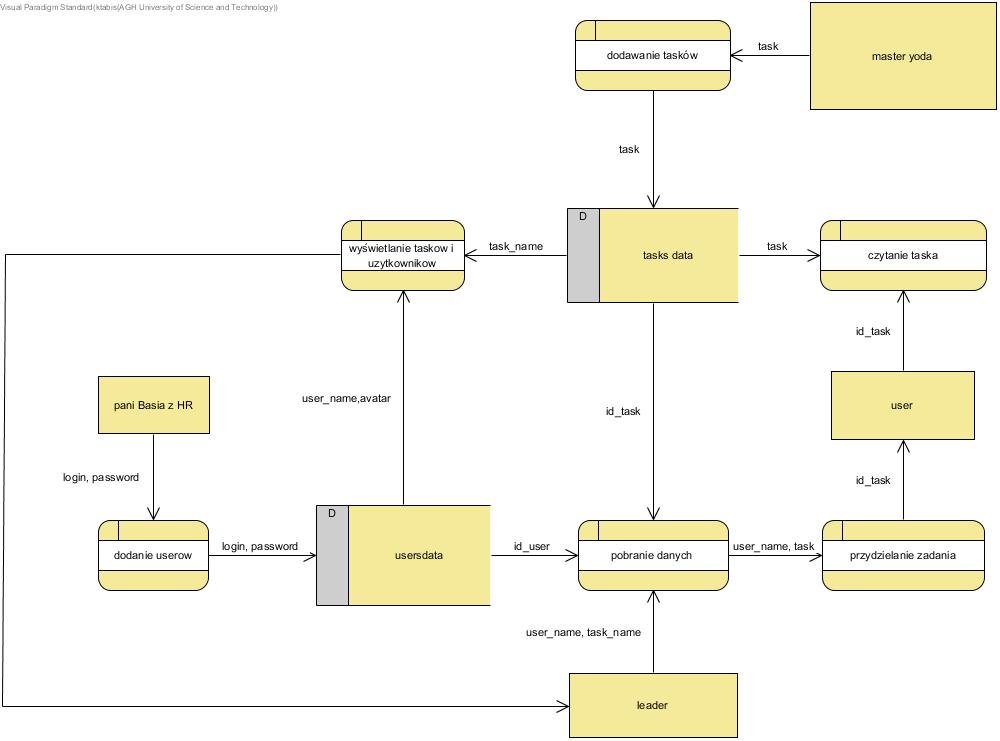 Visual Paradigm Standard(ktabis(AGH University of Science and Technology))
dodawanie tasków
task
master yoda
task
D
wyświetlanie taskow i
uzytkownikow
task_name
tasks data
task
czytanie taska
id_task
pani Basia z HR
user_name,avatar
id_task
user
login, password
id_task
D
dodanie userow
login, password
usersdata
id_user
pobranie danych
user_name, task
przydzielanie zadania
user_name, task_name
leader